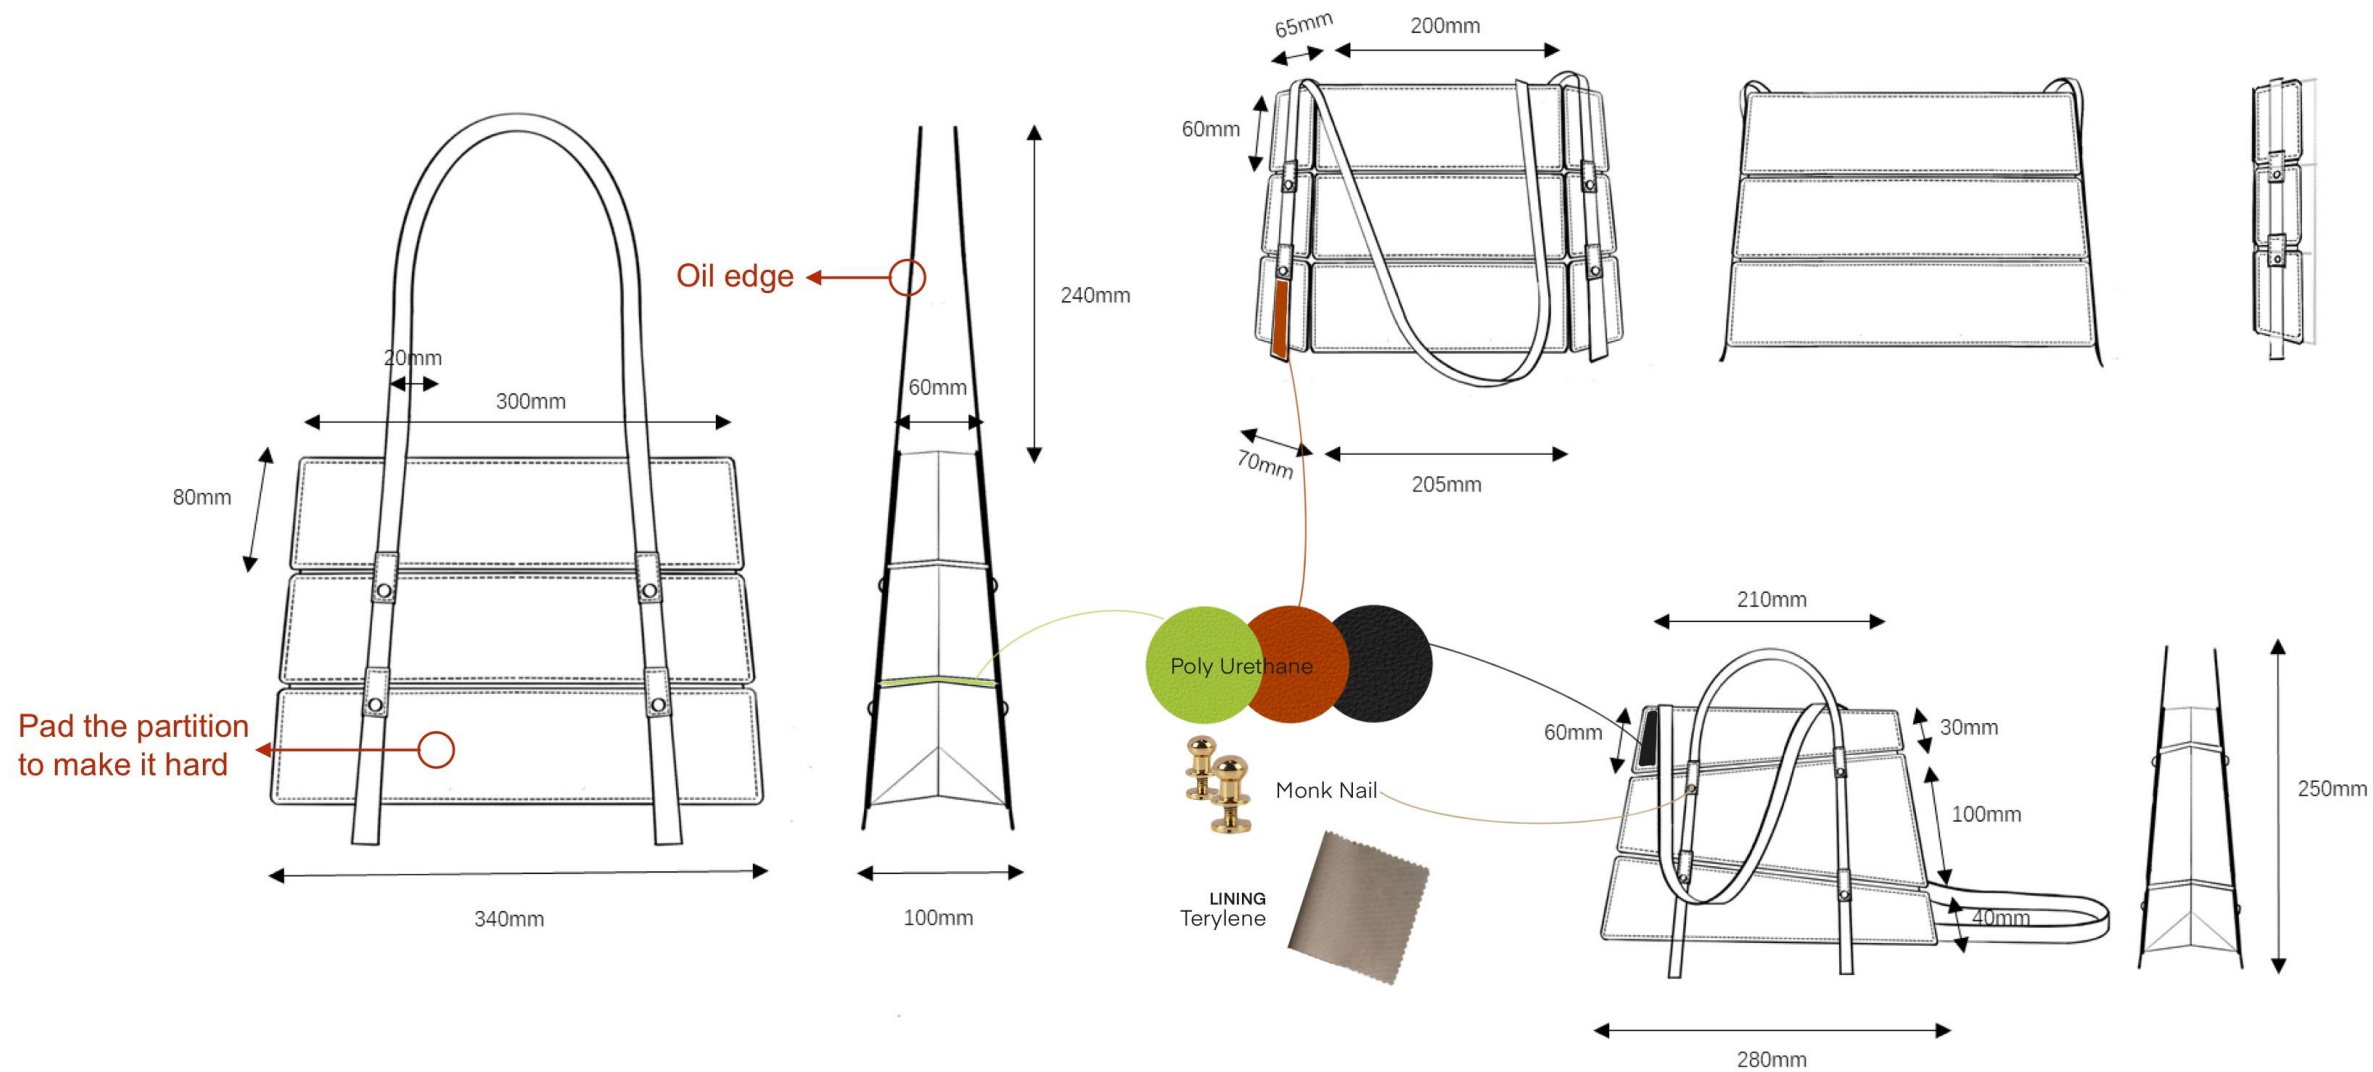 65mm
200mm
60mm
Oil edge
240mm
20mm
300mm
60mm
80mm
70mm
205mm
Pad the partition
to make it hard
340mm
100mm
Poly Urethane
Monk Nail
LINING
Terylene
210mm
60mm
30mm
100mm
40mm
250mm
280mm